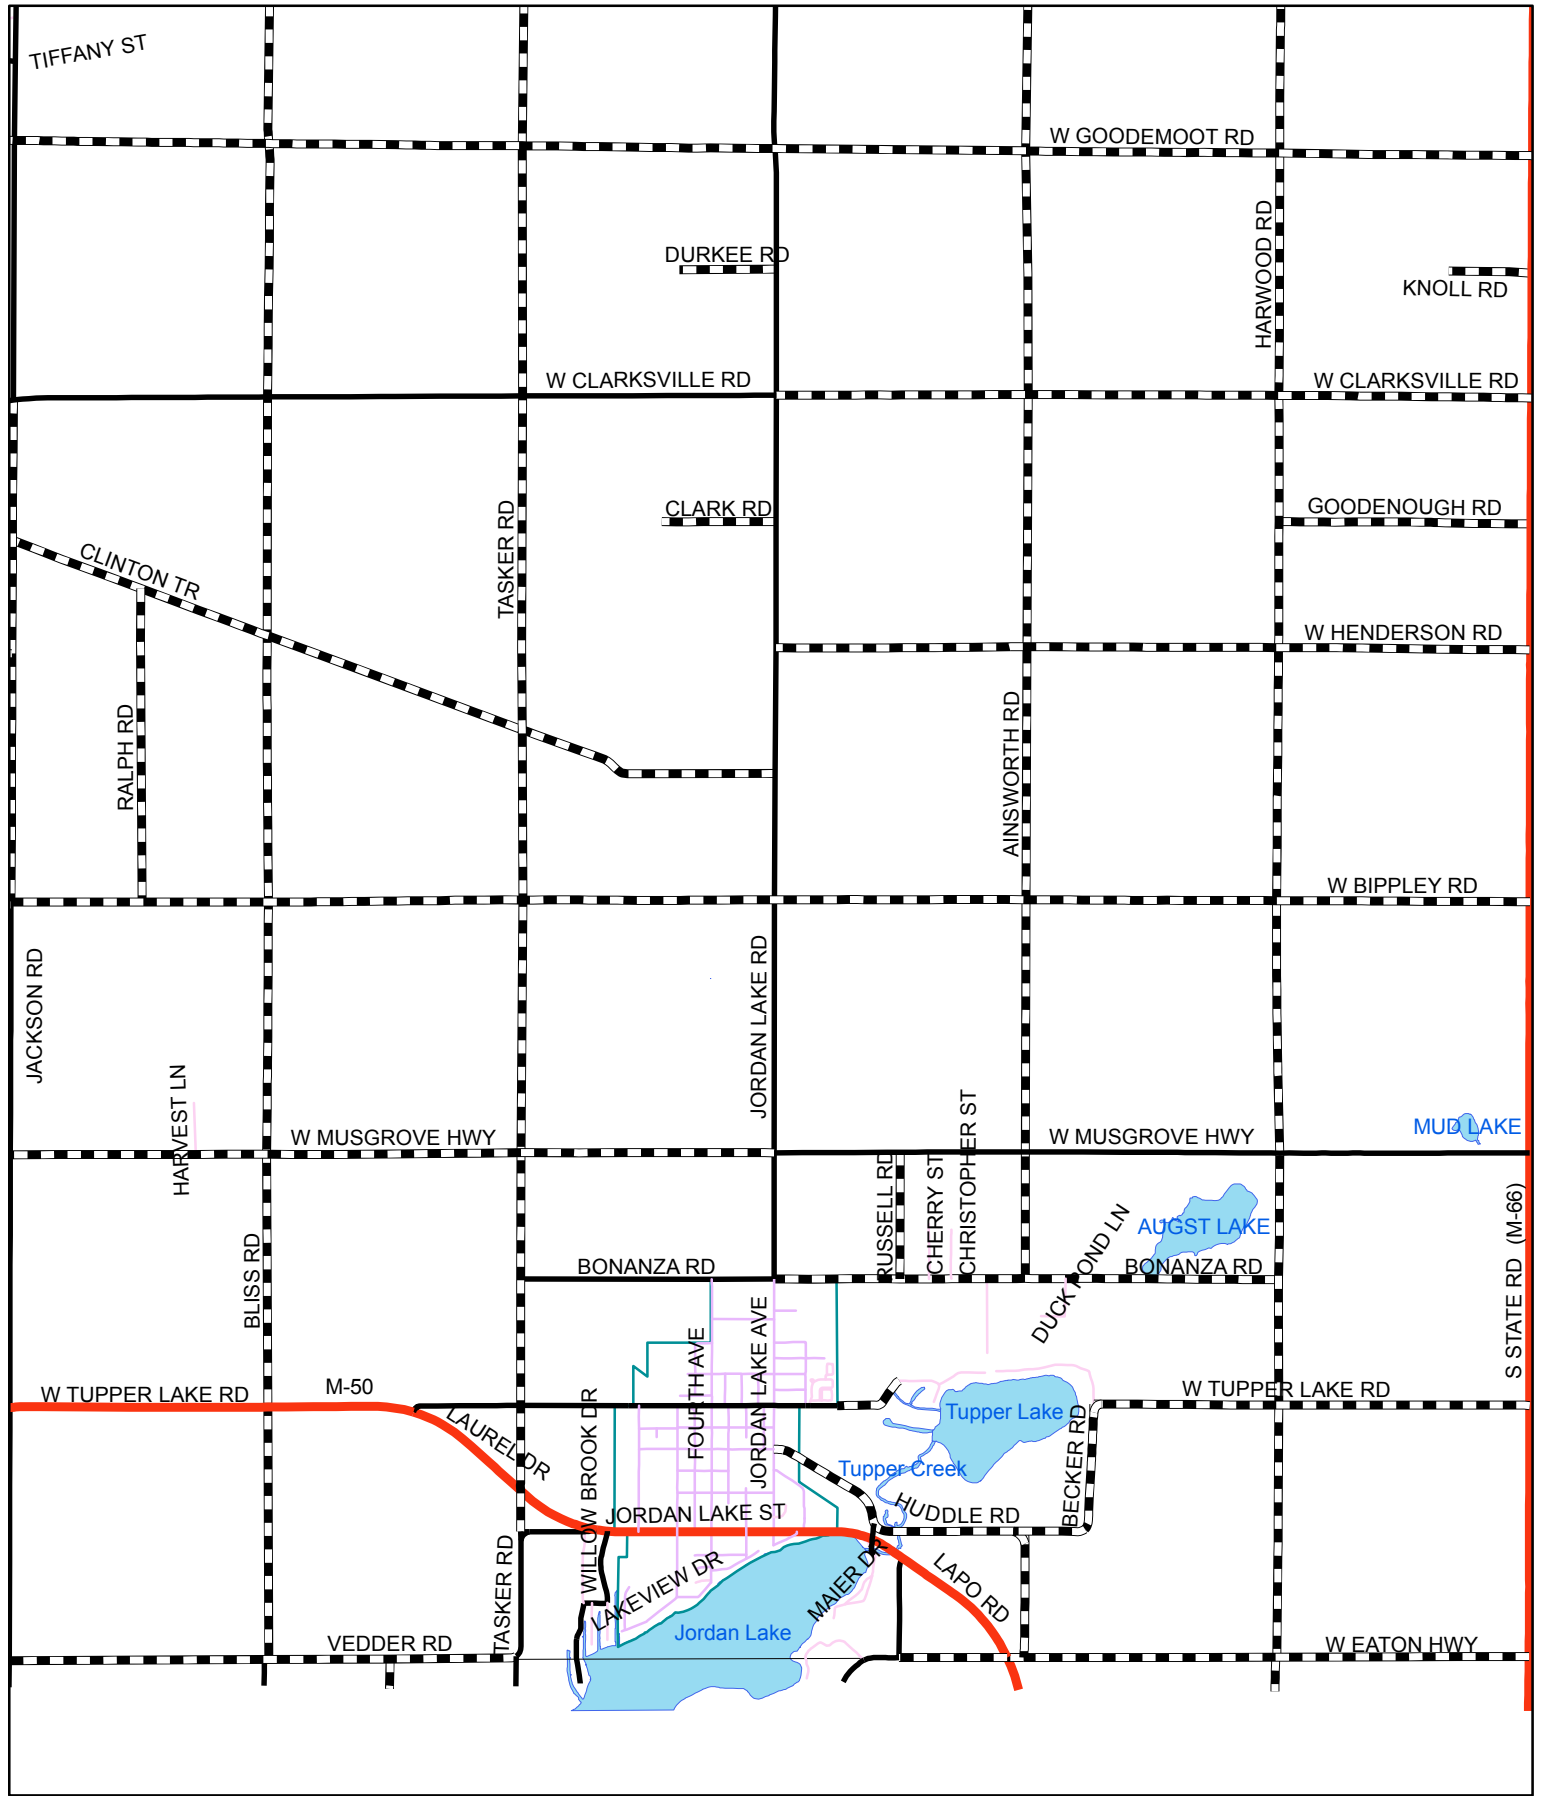 TIFFANY ST
W GOODEMOOT RD
HARWOOD RD
DURKEE RD
KNOLL RD
W CLARKSVILLE RD
W CLARKSVILLE RD
TASKER RD
CLARK RD
GOODENOUGH RD
CLINTON TR
W HENDERSON RD
RALPH RD
AINSWORTH RD
W BIPPLEY RD
JACKSON RD
JORDAN LAKE RD
HARVEST LN
W MUSGROVE HWY
W MUSGROVE HWY
MUD LAKE
RUSSELL RD
CHERRY ST
CHRISTOPHER ST
DUCK POND LN
AUGST LAKE
S STATE RD (M-66)
BLISS RD
BONANZA RD
BONANZA RD
FOURTH AVE
JORDAN LAKE AVE
W TUPPER LAKE RD
M-50
LAUREL DR
WILLOW BROOK DR
W TUPPER LAKE RD
Tupper Lake
Tupper Creek
BECKER RD
HUDDLE RD
JORDAN LAKE ST
TASKER RD
LAKEVIEW DR
MAIER DR
LAPO RD
Jordan Lake
VEDDER RD
W EATON HWY